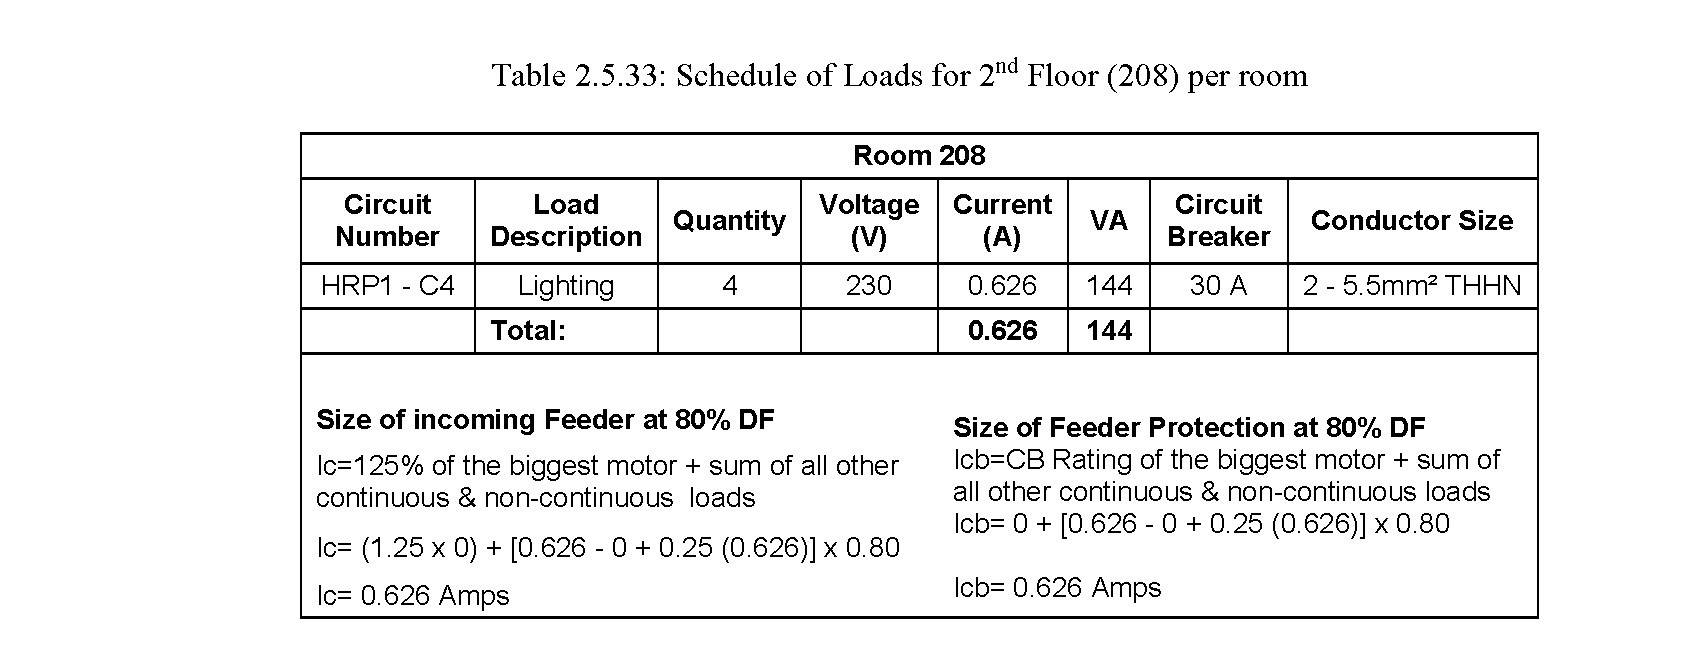 Table 2.5.33: Schedule of Loads for 2nd Floor (208) per room
Room 208
Circuit Number Load Description Quantity Voltage (V) Current (A) VA Circuit Breaker Conductor Size
HRP1 - C4 Lighting 4 230 0.626 144 30 A 2 - 5.5mm² THHN
Total: 0.626 144
Size of incoming Feeder at 80% DF
Ic=125% of the biggest motor + sum of all other
continuous & non-continuous loads
Ic= (1.25 x 0) + [0.626 - 0 + 0.25 (0.626)] x 0.80
Ic= 0.626 Amps
Size of Feeder Protection at 80% DF
Icb=CB Rating of the biggest motor + sum of
all other continuous & non-continuous loads
Icb= 0 + [0.626 - 0 + 0.25 (0.626)] x 0.80
Icb= 0.626 Amps